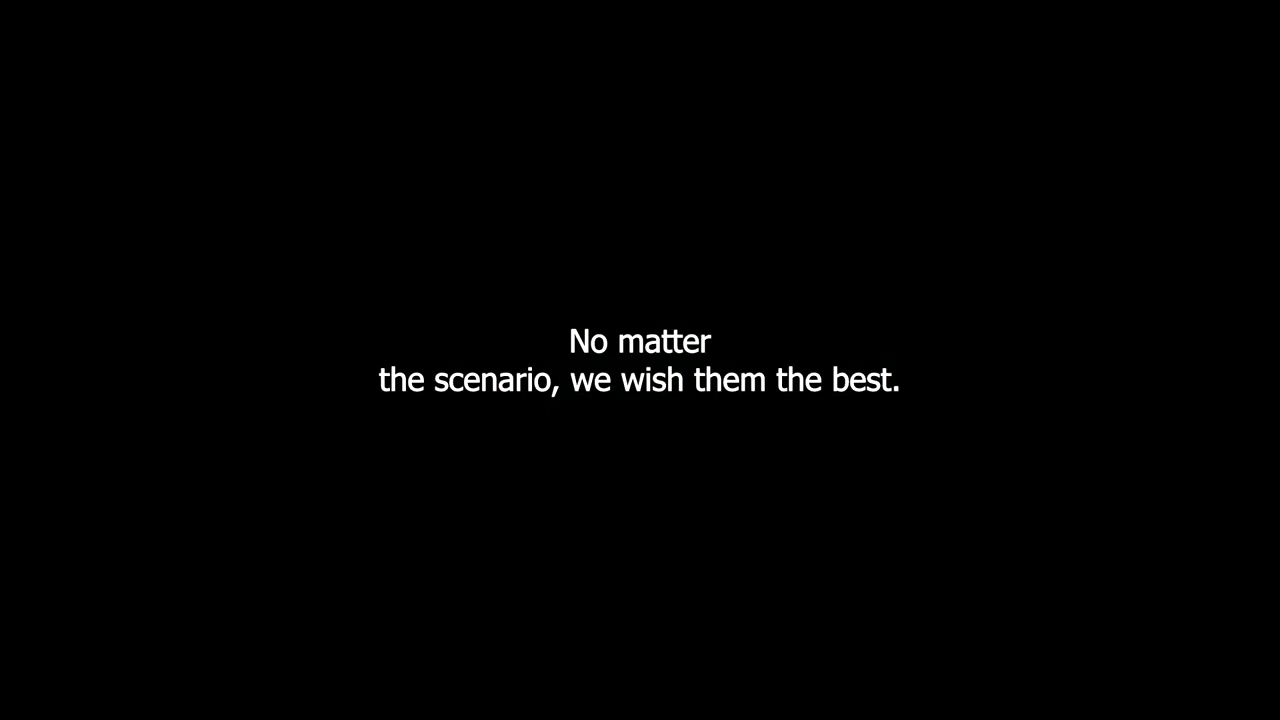 No matter
the scenario, we wish them the best.